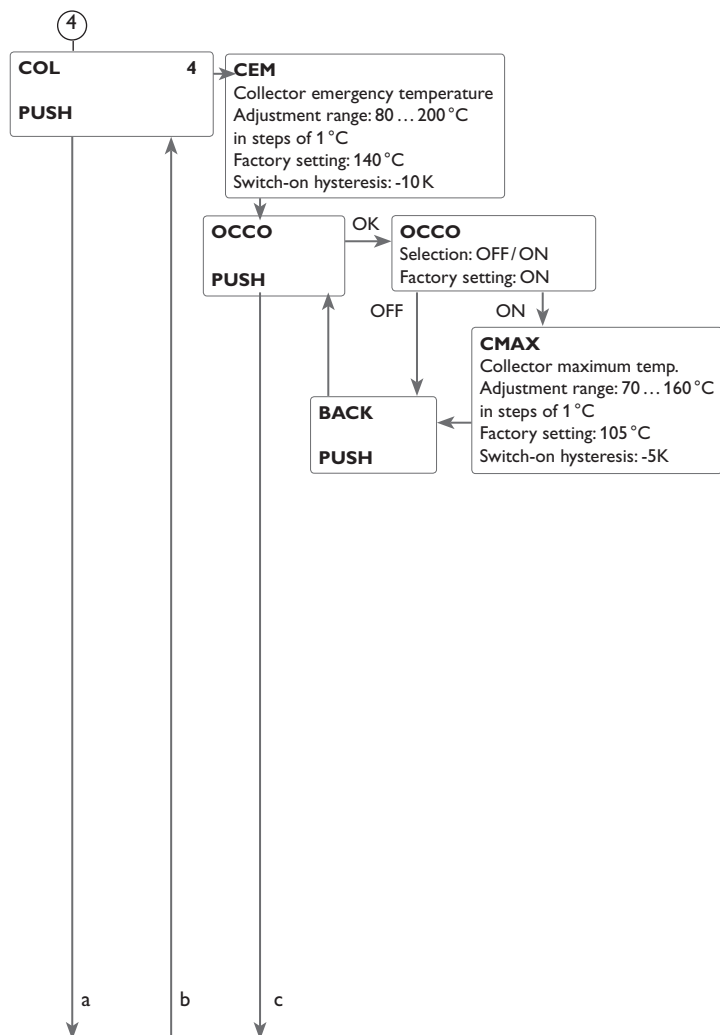 4
COL 4
PUSH
CEM
Collector emergency temperature
Adjustment range: 80 … 200 °C
in steps of 1 °C
Factory setting: 140 °C
Switch-on hysteresis: -10 K
OCCO
PUSH
OK
OCCO
Selection: OFF / ON
Factory setting: ON
OFF
ON
CMAX
Collector maximum temp.
Adjustment range: 70 … 160 °C
in steps of 1 °C
Factory setting: 105 °C
Switch-on hysteresis: -5K
BACK
PUSH
a
b
c